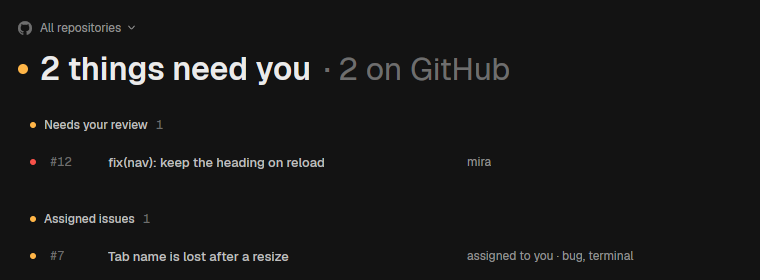 All repositories
2 things need you · 2 on GitHub
Needs your review 1
#12 fix(nav): keep the heading on reload mira
Assigned issues 1
#7 Tab name is lost after a resize assigned to you · bug, terminal